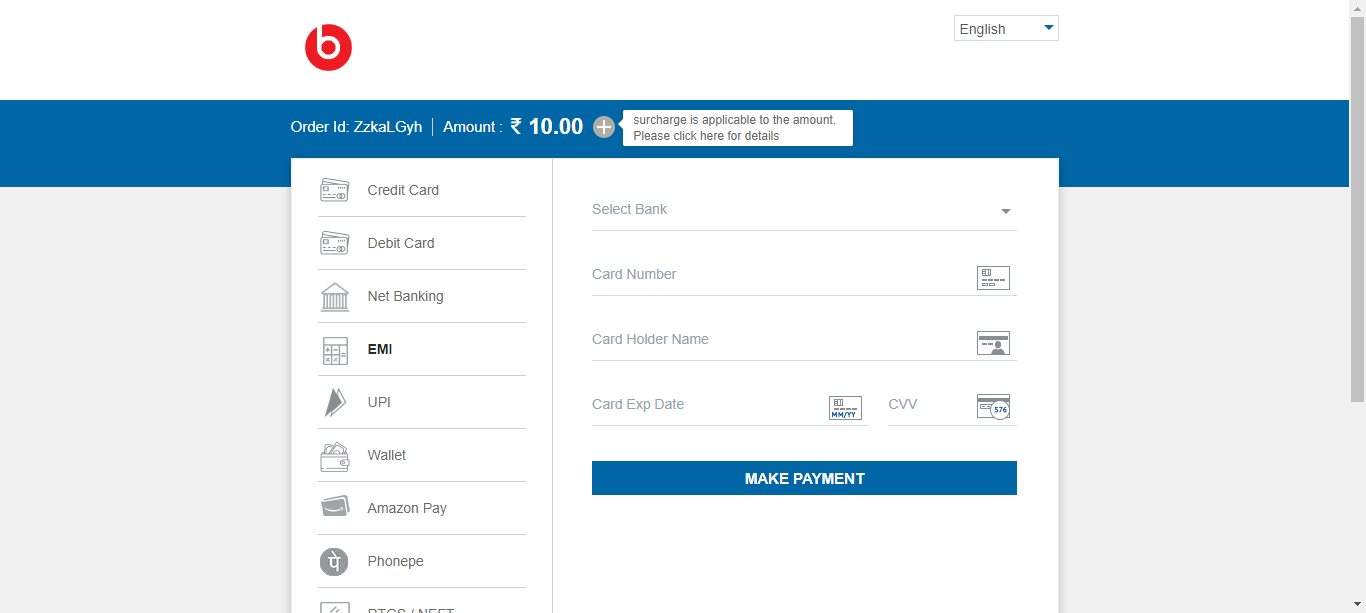 b
English
Order Id: ZzkaLGyh | Amount : ₹ 10.00
surcharge is applicable to the amount.
Please click here for details
Credit Card
Debit Card
Net Banking
EMI
UPI
Wallet
Amazon Pay
Phonepe
RTGS / NEFT
Select Bank
Card Number
Card Holder Name
Card Exp Date
MM/YY
CVV
576
MAKE PAYMENT